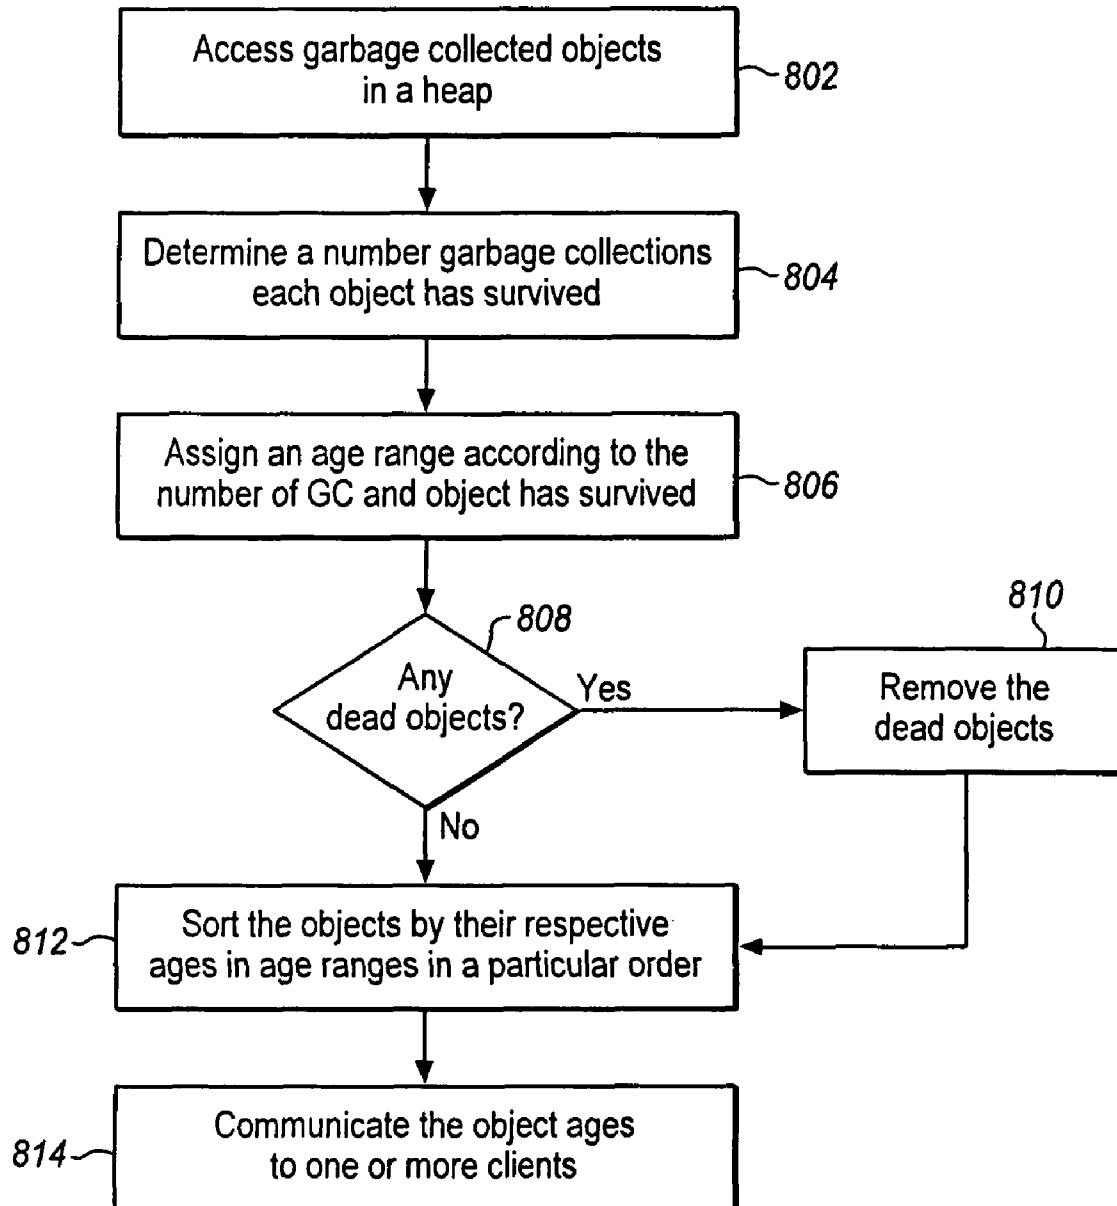 Access garbage collected objects
in a heap
802
Determine a number garbage collections
each object has survived
804
Assign an age range according to the
number of GC and object has survived
806
808
Any
dead objects?
Yes
810
Remove the
dead objects
No
812
Sort the objects by their respective
ages in age ranges in a particular order
814
Communicate the object ages
to one or more clients